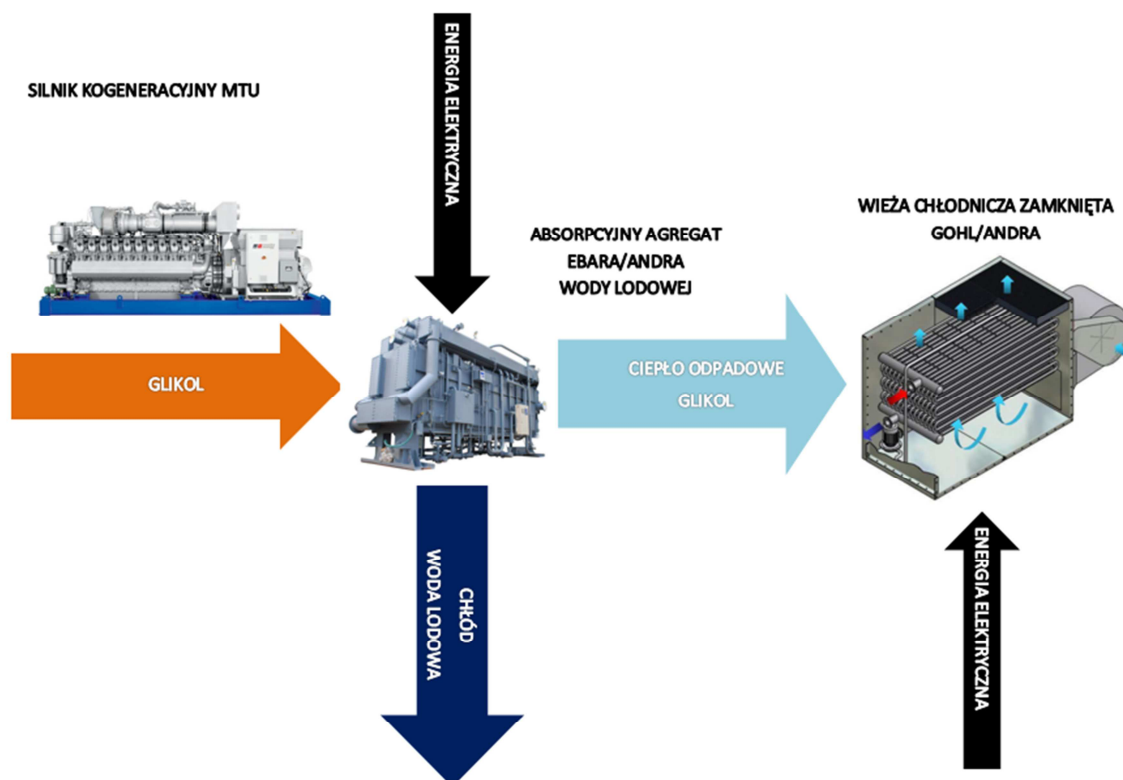 ENERGIA ELEKTRYCZNA
SILNIK KOGENERACYJNY MTU
WIEŻA CHŁODNICZA ZAMKNIĘTA
GOHL/ANDRA
ABSORPCYJNY AGREGAT
EBARA/ANDRA
WODY LODOWEJ
GLIKOL
CIEPŁO ODPADOWE
GLIKOL
CHŁÓD
WODA LODOWA
ENERGIA ELEKTRYCZNA